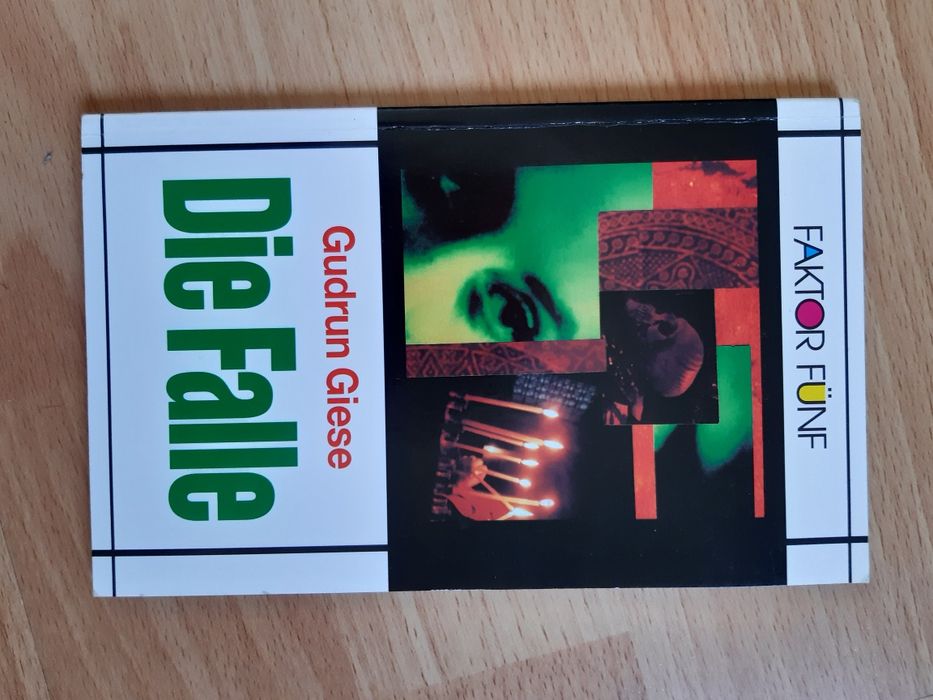 FAKTOR FÜNF
Gudrun Giese
Die Falle